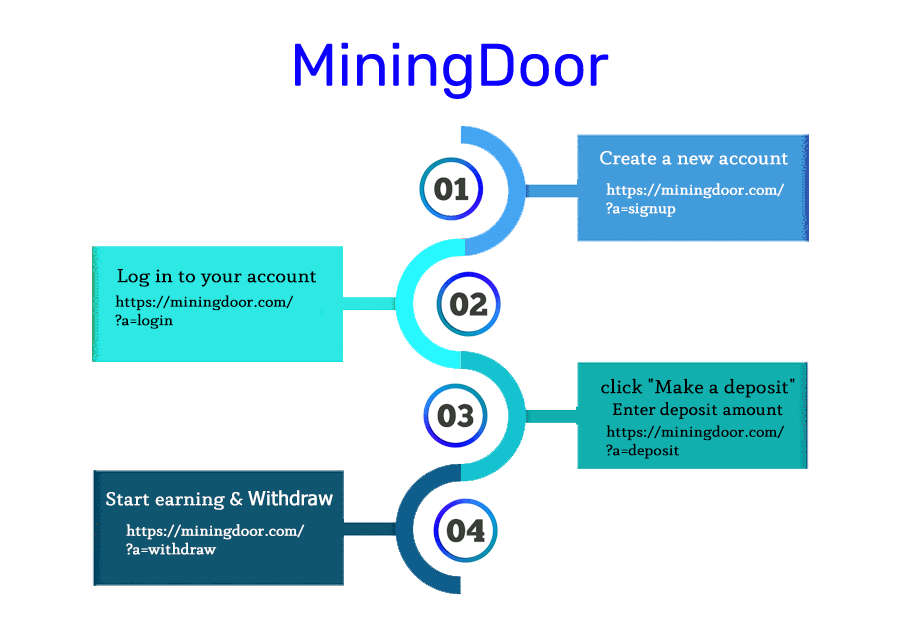 MiningDoor
01
Create a new account
https://miningdoor.com/
?a=signup
02
Log in to your account
https://miningdoor.com/
?a=login
03
click "Make a deposit"
Enter deposit amount
https://miningdoor.com/
?a=deposit
04
Start earning & Withdraw
https://miningdoor.com/
?a=withdraw